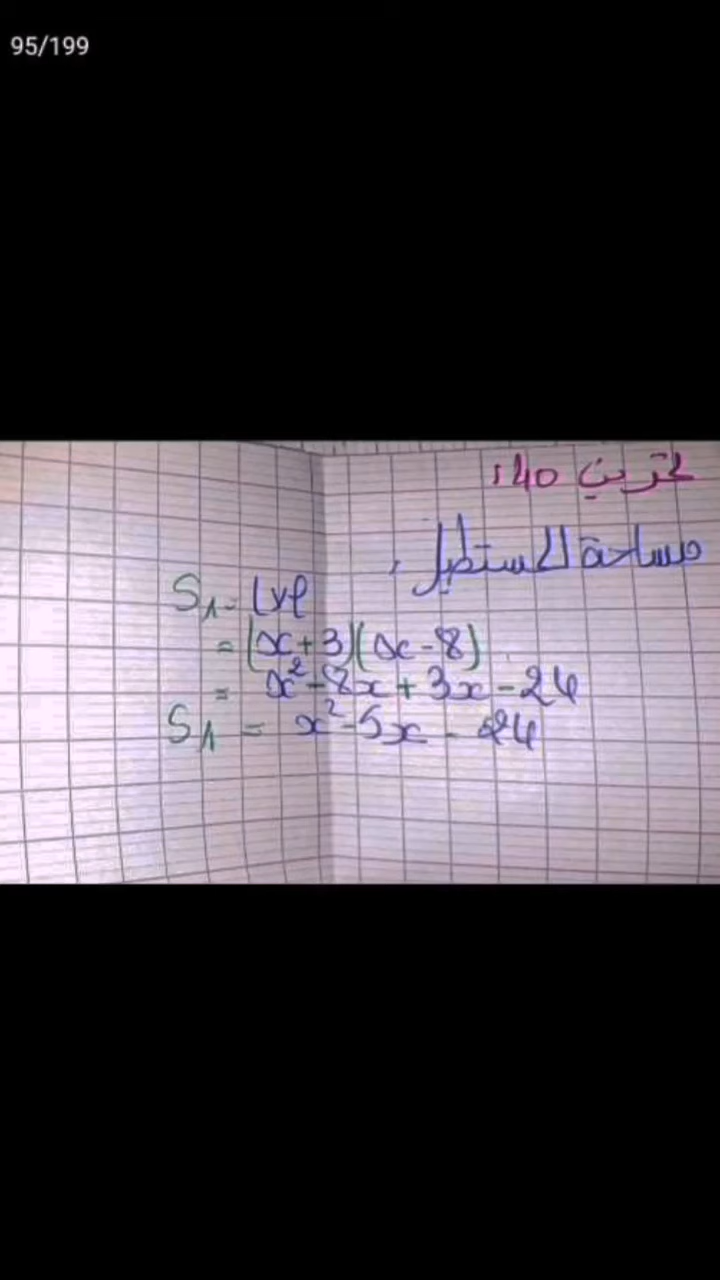 95/199
تمرين 40:
مساحة المستطيل:
S₁ = L×l
= (x+3)(x-8)
= x² - 8x + 3x - 24
S₁ = x² - 5x - 24